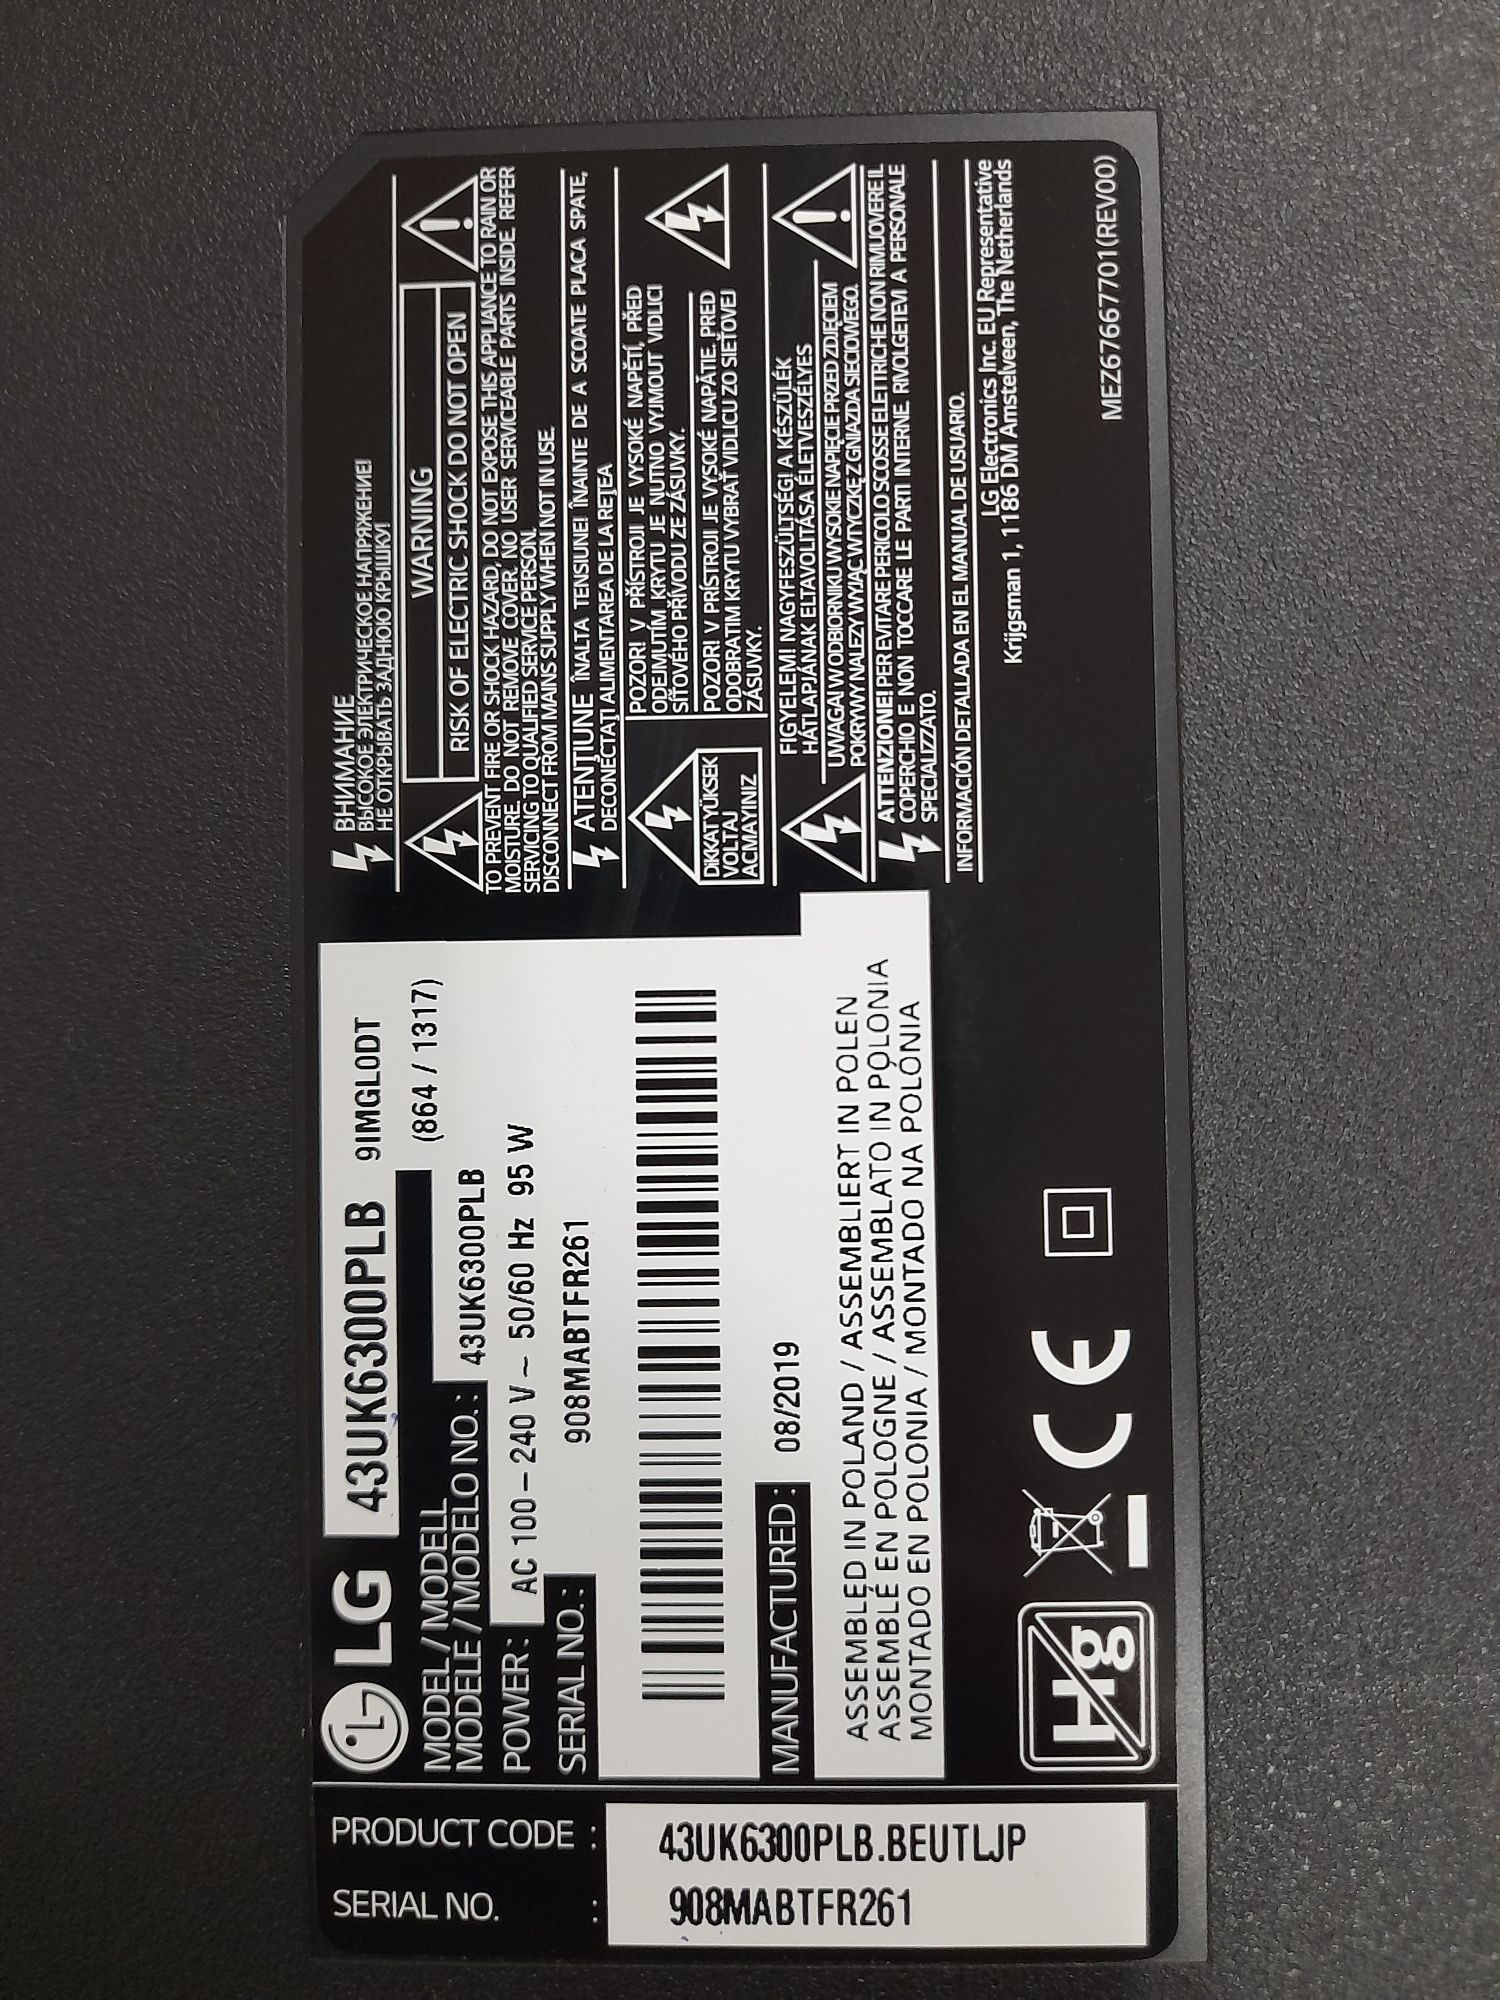 LG 43UK6300PLB 9IMGL0DT
(864 / 1317)
MODEL / MODELL
MODÈLE / MODELO NO. : 43UK6300PLB
POWER : AC 100-240 V ~ 50/60 Hz 95 W
SERIAL NO. : 908MABTFR261
MANUFACTURED : 08/2019
ASSEMBLED IN POLAND / ASSEMBLIERT IN POLEN
ASSEMBLÉ EN POLOGNE / ASSEMBLATO IN POLONIA
MONTADO EN POLONIA / MONTADO NA POLÓNIA
Hg
CE
PRODUCT CODE : 43UK6300PLB.BEUTLJP
SERIAL NO. : 908MABTFR261
ВНИМАНИЕ
ВЫСОКОЕ ЭЛЕКТРИЧЕСКОЕ НАПРЯЖЕНИЕ!
НЕ ОТКРЫВАТЬ ЗАДНЮЮ КРЫШКУ!
WARNING
RISK OF ELECTRIC SHOCK DO NOT OPEN
TO PREVENT FIRE OR SHOCK HAZARD, DO NOT EXPOSE THIS APPLIANCE TO RAIN OR
MOISTURE. DO NOT REMOVE COVER. NO USER SERVICEABLE PARTS INSIDE. REFER
SERVICING TO QUALIFIED SERVICE PERSON.
DISCONNECT FROM MAINS SUPPLY WHEN NOT IN USE.
ATENŢIUNE ÎNALTA TENSIUNE! ÎNAINTE DE A SCOATE PLACA SPATE,
DECONECTAŢI ALIMENTAREA DE LA REŢEA
DİKKAT YÜKSEK
VOLTAJ
ACMAYINIZ
POZOR! V PŘÍSTROJI JE VYSOKÉ NAPĚTÍ, PŘED
ODEJMUTÍM KRYTU JE NUTNO VYJMOUT VIDLICI
SÍŤOVÉHO PŘÍVODU ZE ZÁSUVKY.
POZOR! V PRÍSTROJI JE VYSOKÉ NAPÄTIE. PRED
ODOBRATÍM KRYTU VYBRAŤ VIDLICU ZO SIEŤOVEJ
ZÁSUVKY.
FIGYELEM! NAGYFESZÜLTSÉG! A KÉSZÜLÉK
HÁTLAPJÁNAK ELTÁVOLÍTÁSA ÉLETVESZÉLYES
UWAGA! W ODBIORNIKU WYSOKIE NAPIĘCIE PRZED ZDJĘCIEM
POKRYWY NALEŻY WYJĄĆ WTYCZKĘ Z GNIAZDA SIECIOWEGO.
ATTENZIONE! PER EVITARE PERICOLO SCOSSE ELETTRICHE NON RIMUOVERE IL
COPERCHIO E NON TOCCARE LE PARTI INTERNE. RIVOLGETEVI A PERSONALE
SPECIALIZZATO.
INFORMACIÓN DETALLADA EN EL MANUAL DE USUARIO.
LG Electronics Inc. EU Representative
Krijgsman 1, 1186 DM Amstelveen, The Netherlands
MEZ67667701(REV00)